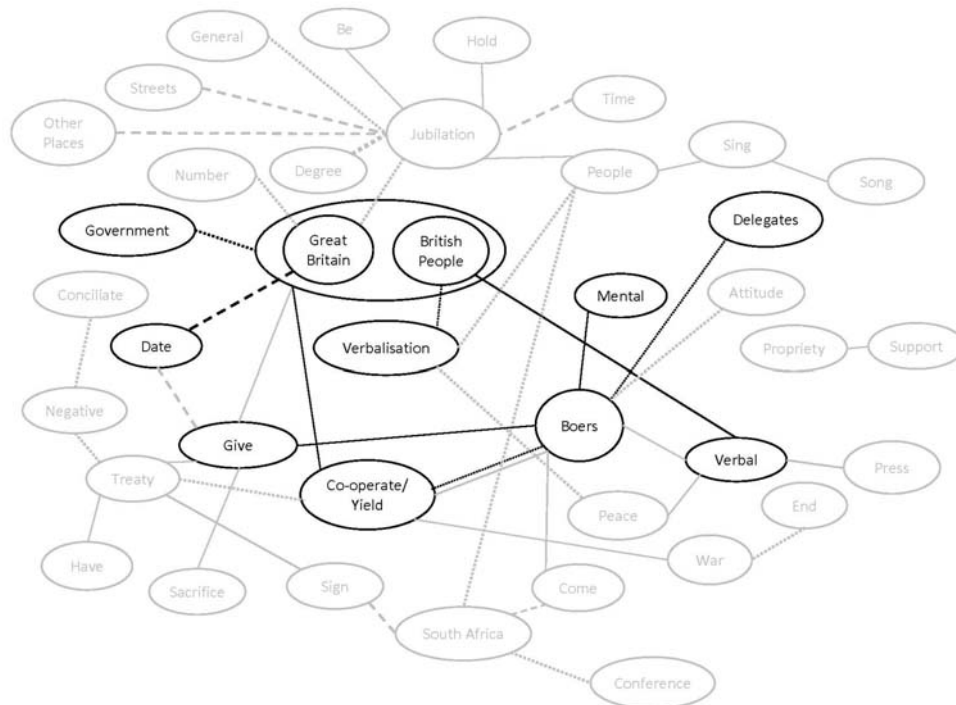 Be
General
Hold
Streets
Time
Other
Places
Jubilation
Sing
Degree
People
Number
Song
Delegates
Government
Great
Britain
British
People
Conciliate
Mental
Attitude
Date
Verbalisation
Propriety
Support
Negative
Boers
Give
Verbal
Press
Treaty
Co-operate/
Yield
End
Peace
War
Have
Sacrifice
Sign
Come
South Africa
Conference